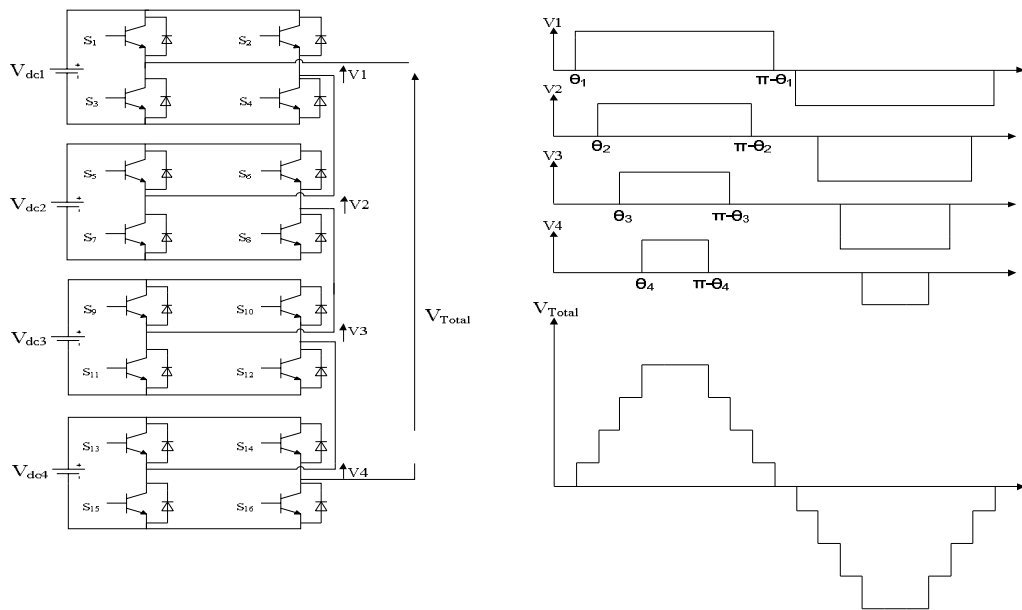 S1
S2
Vdc1
V1
S3
S4
S5
S6
Vdc2
V2
S7
S8
S9
S10
Vdc3
V3
S11
S12
VTotal
S13
S14
Vdc4
V4
S15
S16
V1
θ1
π-θ1
V2
θ2
π-θ2
V3
θ3
π-θ3
V4
θ4
π-θ4
VTotal